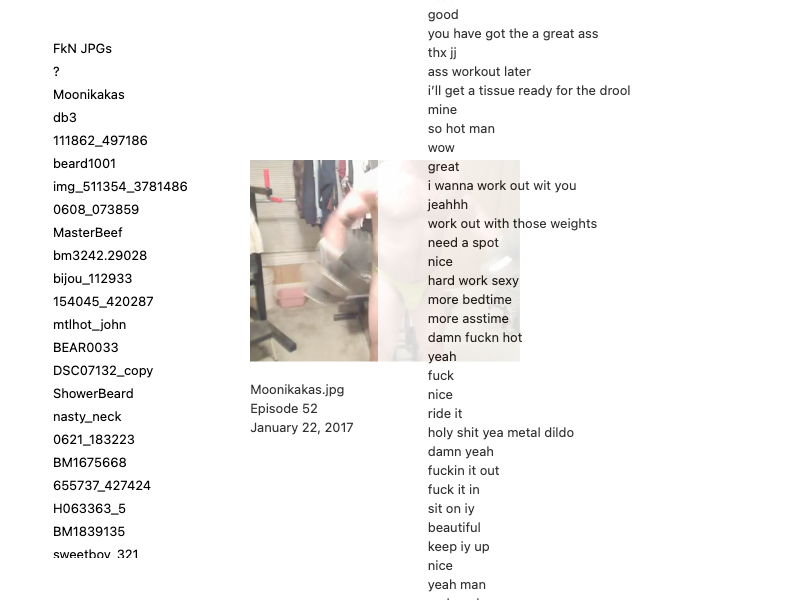 FkN JPGs
?
Moonikakas
db3
111862_497186
beard1001
img_511354_3781486
0608_073859
MasterBeef
bm3242.29028
bijou_112933
154045_420287
mtlhot_john
BEAR0033
DSC07132_copy
ShowerBeard
nasty_neck
0621_183223
BM1675668
655737_427424
H063363_5
BM1839135
sweetboy_321
Moonikakas.jpg
Episode 52
January 22, 2017
good
you have got the a great ass
thx jj
ass workout later
i’ll get a tissue ready for the drool
mine
so hot man
wow
great
i wanna work out wit you
jeahhh
work out with those weights
need a spot
nice
hard work sexy
more bedtime
more asstime
damn fuckn hot
yeah
fuck
nice
ride it
holy shit yea metal dildo
damn yeah
fuckin it out
fuck it in
sit on iy
beautiful
keep iy up
nice
yeah man